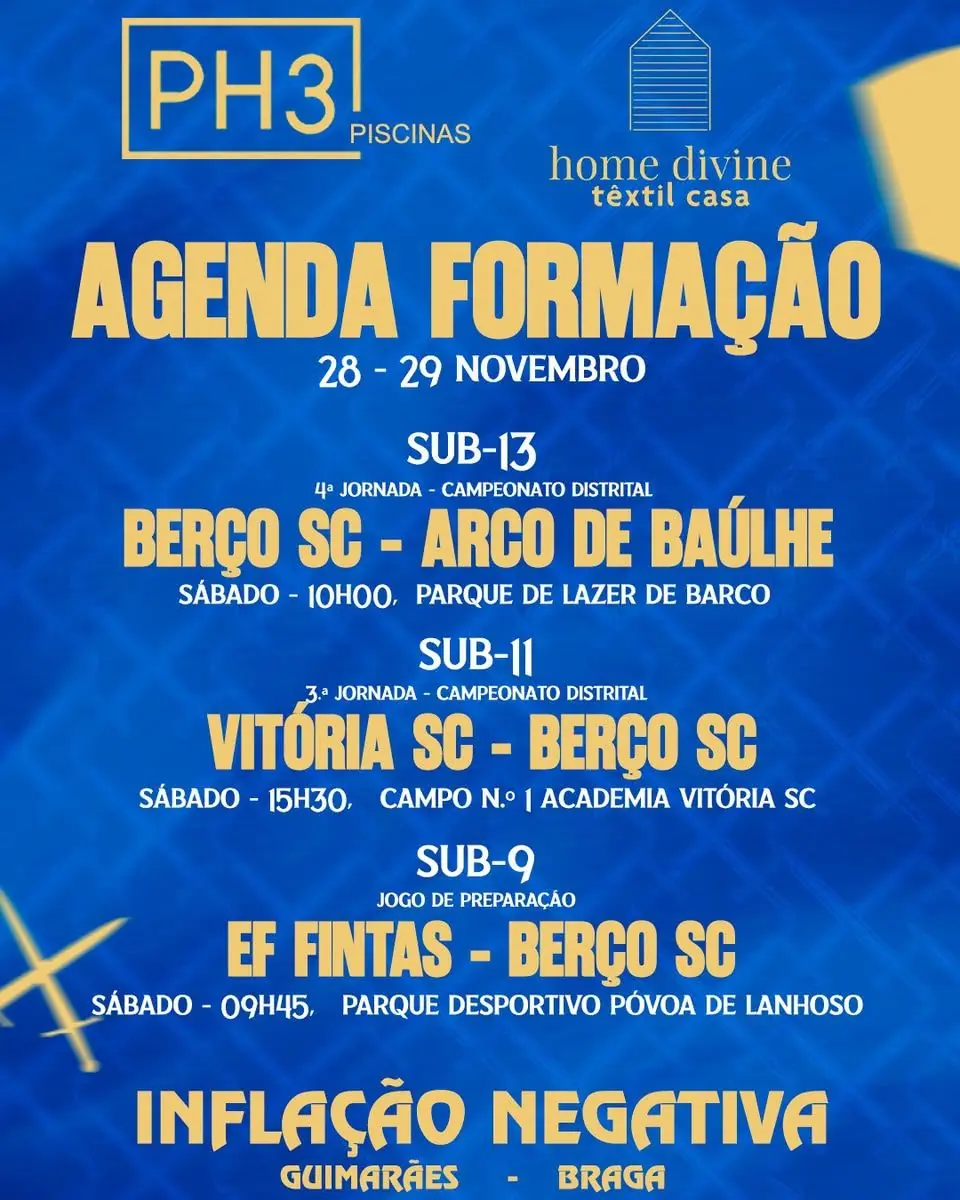 PH3
PISCINAS
home divine
têxtil casa
AGENDA FORMAÇÃO
28 - 29 NOVEMBRO
SUB-13
4ª JORNADA - CAMPEONATO DISTRITAL
BERÇO SC - ARCO DE BAÚLHE
SÁBADO - 10H00, PARQUE DE LAZER DE BARCO
SUB-11
3.ª JORNADA - CAMPEONATO DISTRITAL
VITÓRIA SC - BERÇO SC
SÁBADO - 15H30, CAMPO N.º 1 ACADEMIA VITÓRIA SC
SUB-9
JOGO DE PREPARAÇÃO
EF FINTAS - BERÇO SC
SÁBADO - 09H45, PARQUE DESPORTIVO PÓVOA DE LANHOSO
INFLAÇÃO NEGATIVA
GUIMARÃES - BRAGA